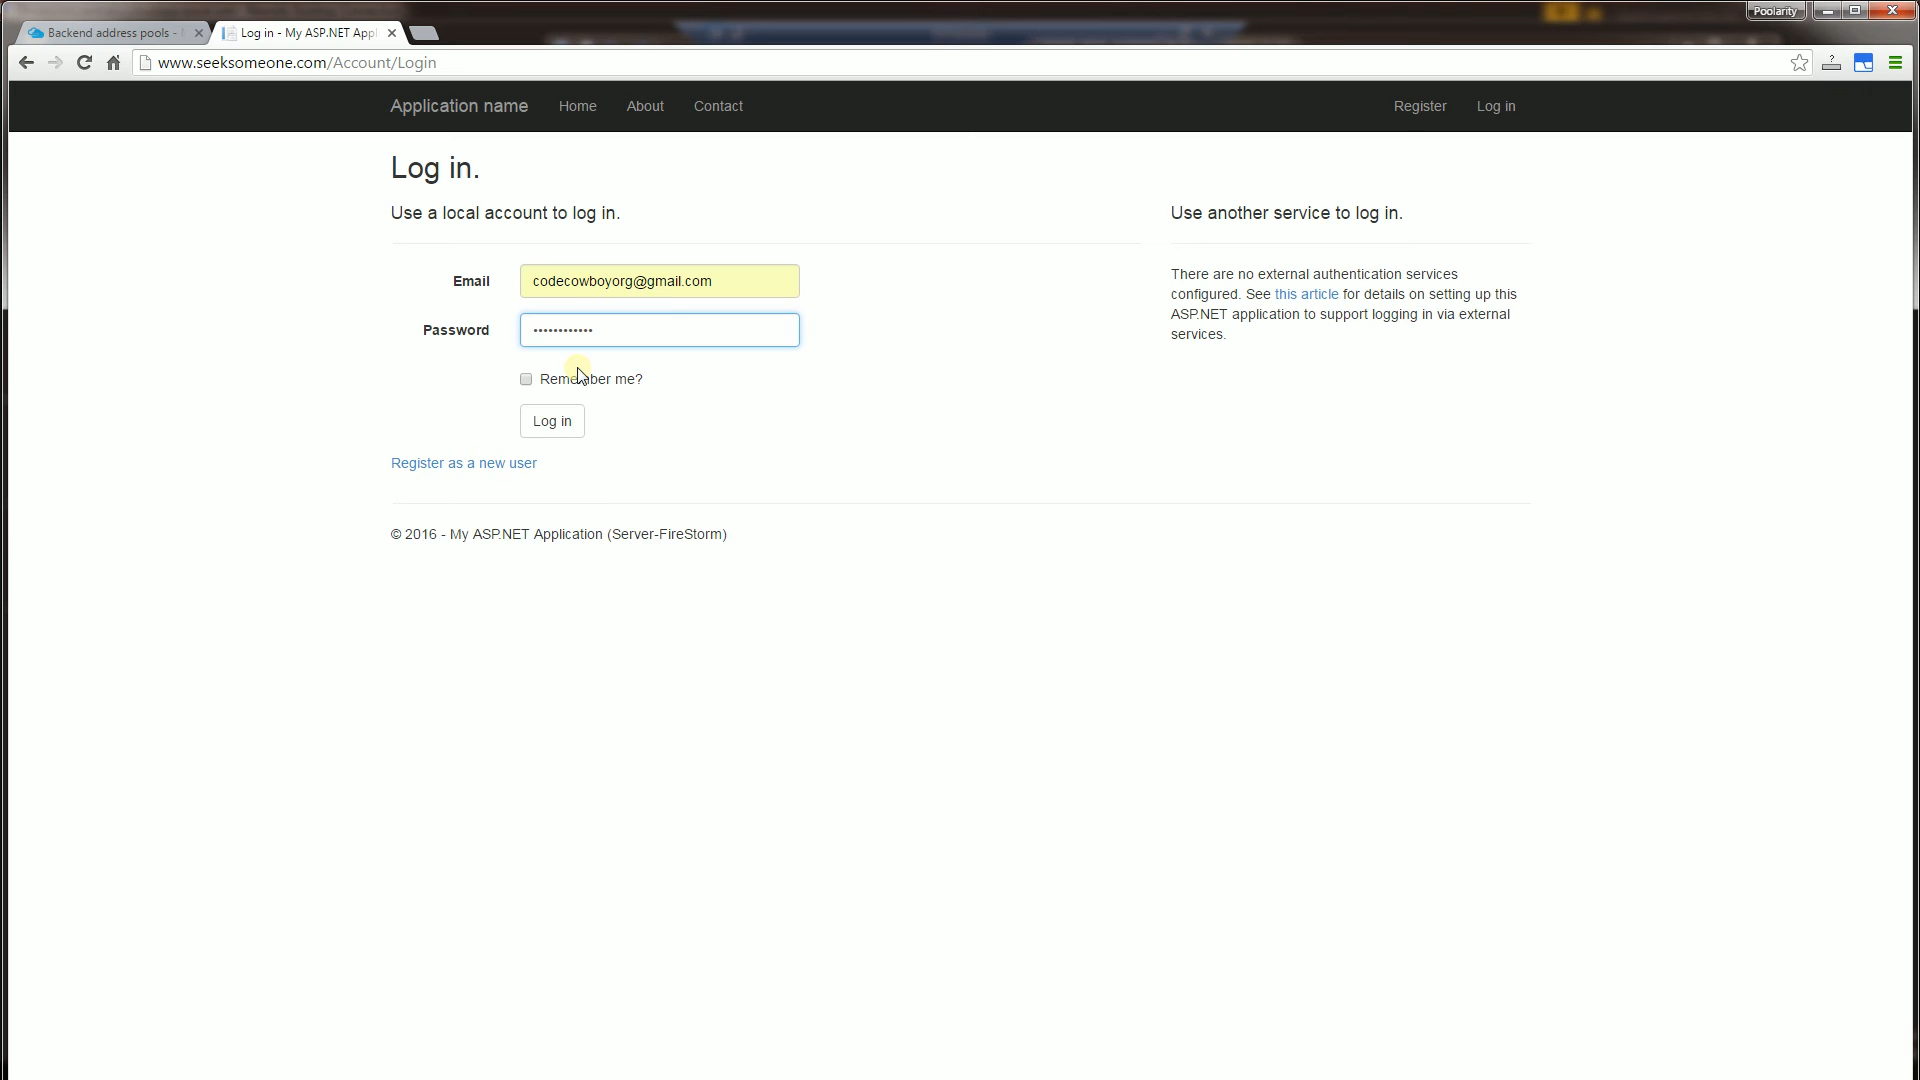 Poolarity
Backend address pools -
Log in - My ASP.NET Appl
www.seeksomeone.com/Account/Login
Application name Home About Contact Register Log in
Log in.
Use a local account to log in.
Email codecowboyorg@gmail.com
Password ••••••••••••
Remember me?
Log in
Register as a new user
Use another service to log in.
There are no external authentication services
configured. See this article for details on setting up this
ASP.NET application to support logging in via external
services.
© 2016 - My ASP.NET Application (Server-FireStorm)